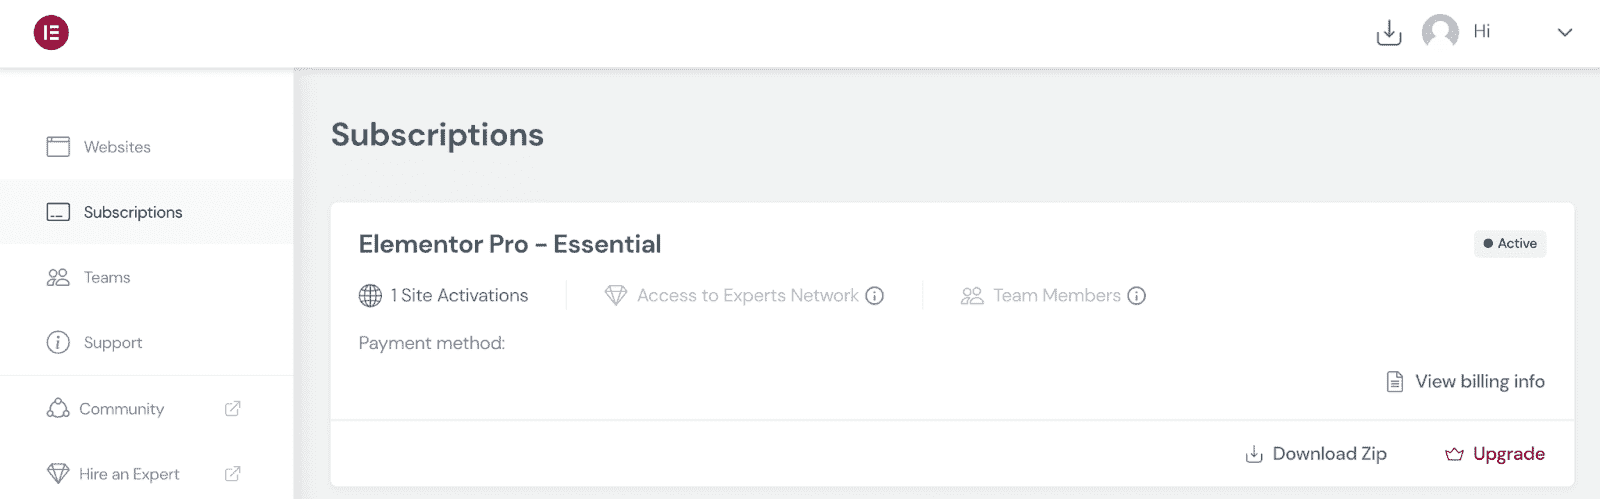 Hi
Websites
Subscriptions
Teams
Support
Community
Hire an Expert
Subscriptions
Elementor Pro – Essential
Active
1 Site Activations
Access to Experts Network
Team Members
Payment method:
View billing info
Download Zip
Upgrade